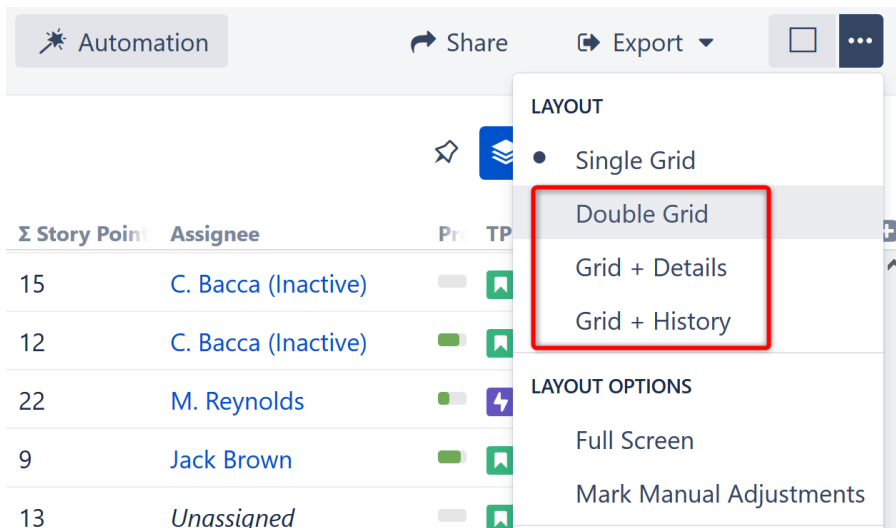 Automation Share Export
LAYOUT
Single Grid
Double Grid
Grid + Details
Grid + History
LAYOUT OPTIONS
Full Screen
Mark Manual Adjustments
Σ Story Point Assignee Pr TP
15 C. Bacca (Inactive)
12 C. Bacca (Inactive)
22 M. Reynolds
9 Jack Brown
13 Unassigned